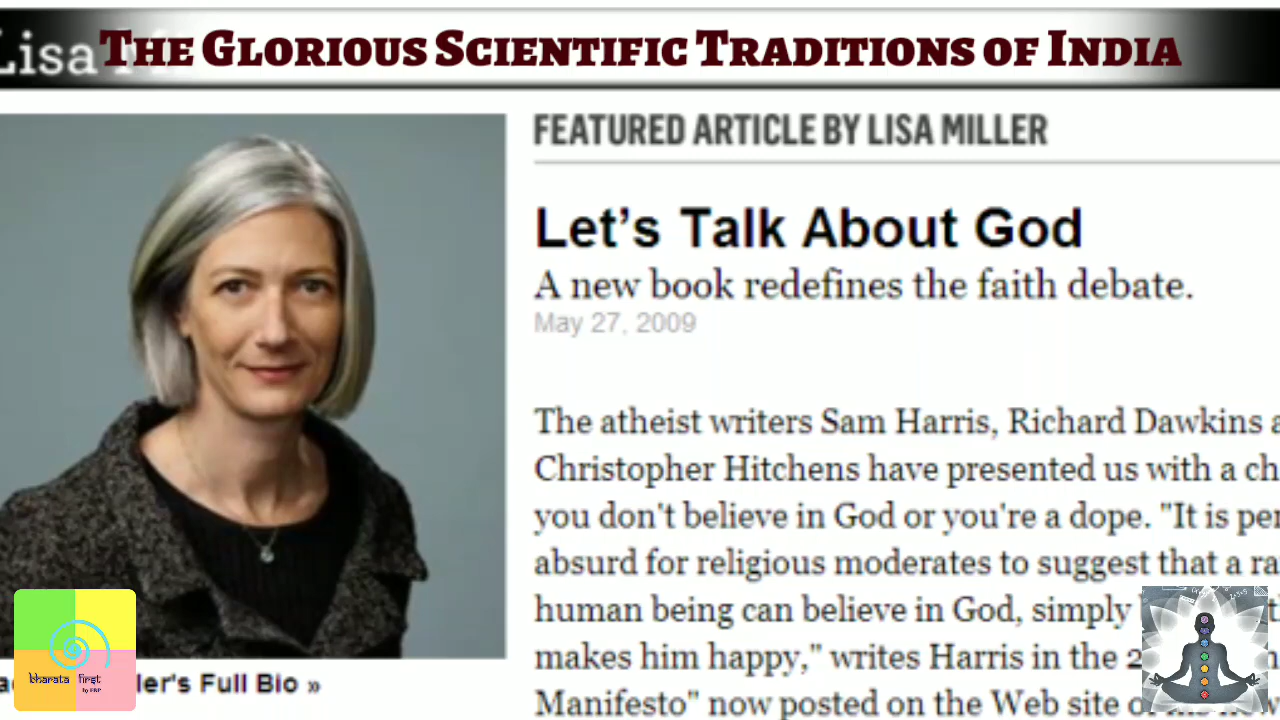 Lisa
THE GLORIOUS SCIENTIFIC TRADITIONS OF INDIA
FEATURED ARTICLE BY LISA MILLER
Let's Talk About God
A new book redefines the faith debate.
May 27, 2009
The atheist writers Sam Harris, Richard Dawkins a
Christopher Hitchens have presented us with a ch
you don't believe in God or you're a dope. "It is per
absurd for religious moderates to suggest that a ra
human being can believe in God, simply
makes him happy," writes Harris in the 2
Manifesto" now posted on the Web site
ler's Full Bio »
bharata first
by PBP